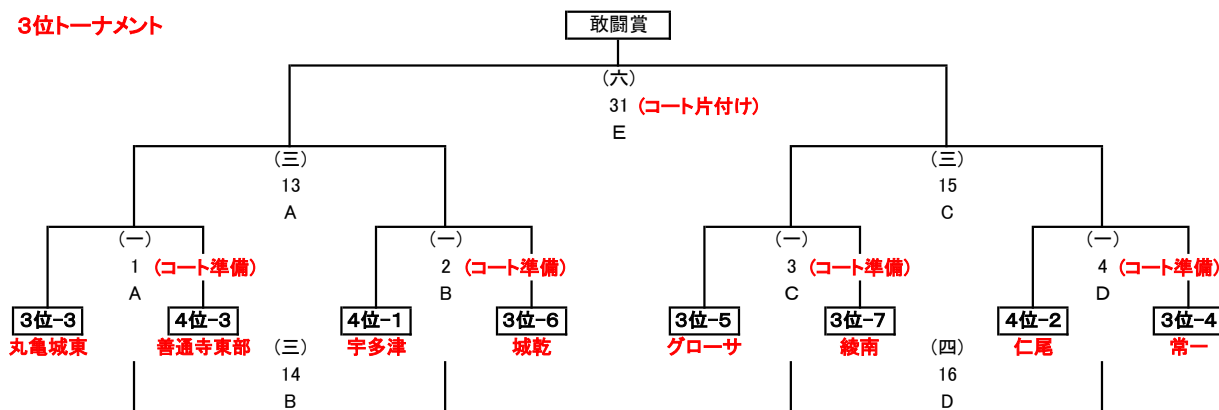 3位トーナメント
敢闘賞
(六)
31 (コート片付け)
E
(三) (三)
13 15
A C
(一) (一) (一) (一)
1 (コート準備) 2 (コート準備) 3 (コート準備) 4 (コート準備)
A B C D
3位-3 4位-3 4位-1 3位-6 3位-5 3位-7 4位-2 3位-4
丸亀城東 善通寺東部 宇多津 城乾 グローサ 綾南 仁尾 常一
(三) (四)
14 16
B D